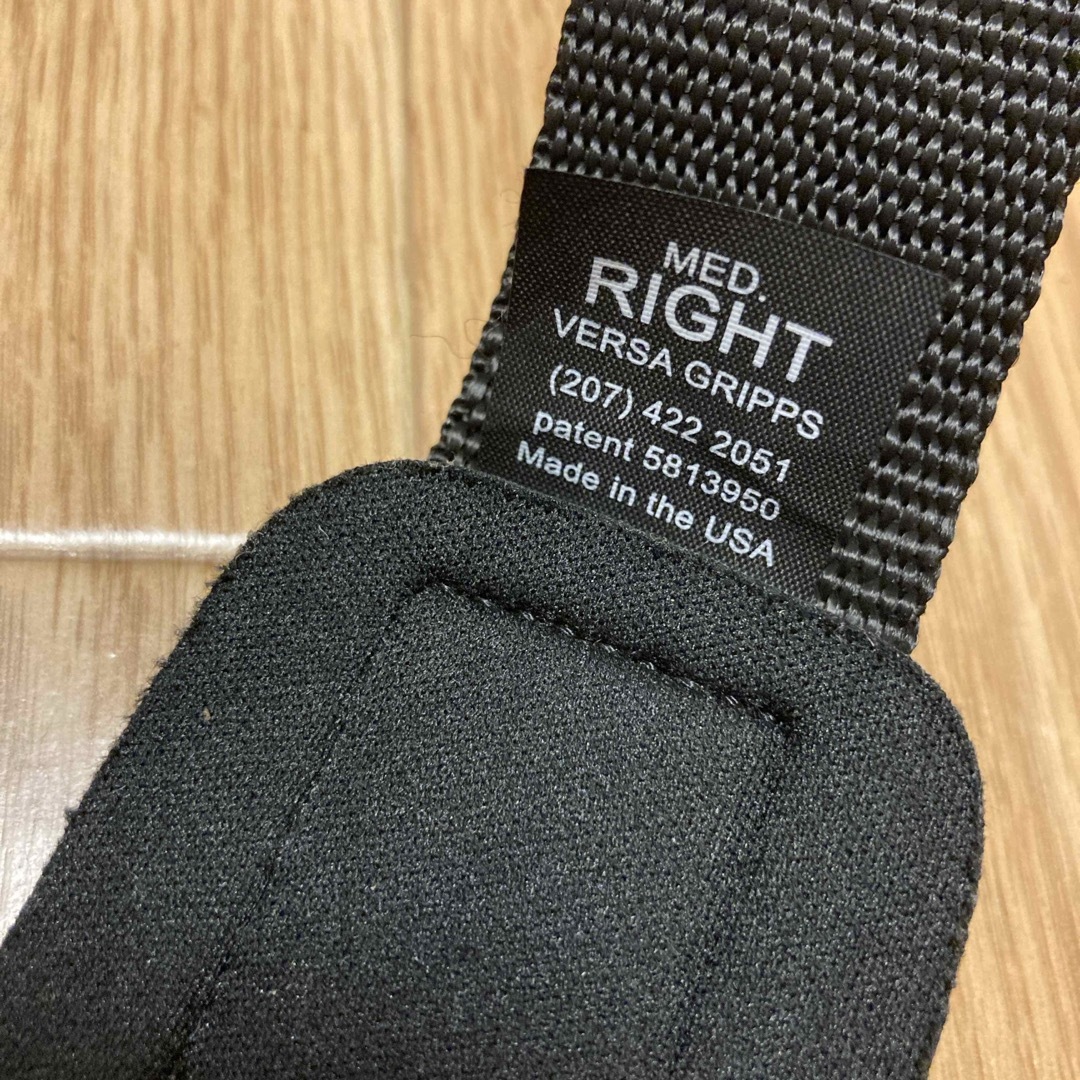 MED.
RIGHT
VERSA GRIPPS
(207) 422 2051
patent 5813950
Made in the USA